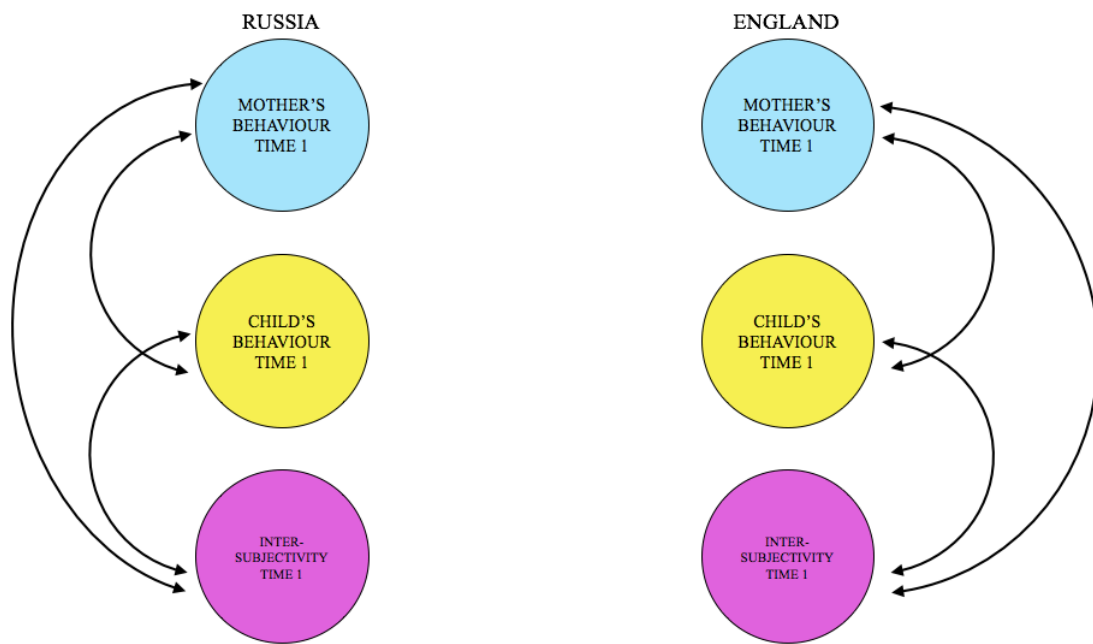 RUSSIA
MOTHER'S
BEHAVIOUR
TIME 1
CHILD'S
BEHAVIOUR
TIME 1
INTER-
SUBJECTIVITY
TIME 1
ENGLAND
MOTHER'S
BEHAVIOUR
TIME 1
CHILD'S
BEHAVIOUR
TIME 1
INTER-
SUBJECTIVITY
TIME 1